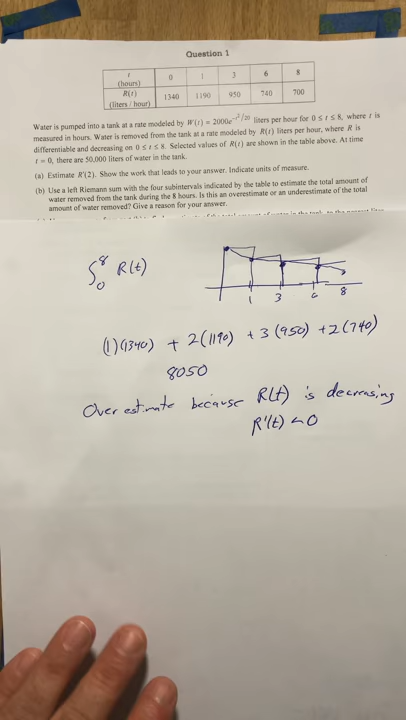 Question 1
t (hours) 0 1 3 6 8
R(t) (liters / hour) 1340 1190 950 740 700
Water is pumped into a tank at a rate modeled by W(t) = 2000e^{-t²/20} liters per hour for 0 ≤ t ≤ 8, where t is
measured in hours. Water is removed from the tank at a rate modeled by R(t) liters per hour, where R is
differentiable and decreasing on 0 ≤ t ≤ 8. Selected values of R(t) are shown in the table above. At time
t = 0, there are 50,000 liters of water in the tank.
(a) Estimate R′(2). Show the work that leads to your answer. Indicate units of measure.
(b) Use a left Riemann sum with the four subintervals indicated by the table to estimate the total amount of
water removed from the tank during the 8 hours. Is this an overestimate or an underestimate of the total
amount of water removed? Give a reason for your answer.
∫₀⁸ R(t)
1 3 6 8
(1)(1340) + 2(1190) + 3(950) + 2(740)
8050
Overestimate because R(t) is decreasing
R'(t) < 0